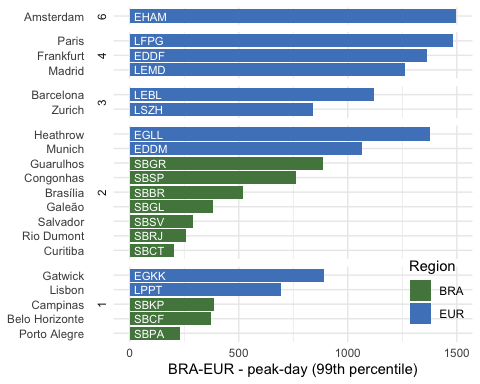 Amsterdam 6 EHAM
Paris LFPG
Frankfurt 4 EDDF
Madrid LEMD
Barcelona LEBL
3
Zurich LSZH
Heathrow EGLL
Munich EDDM
Guarulhos SBGR
Congonhas SBSP
Brasília 2 SBBR
Galeão SBGL
Salvador SBSV
Rio Dumont SBRJ
Curitiba SBCT
Gatwick EGKK
Lisbon LPPT
Campinas 1 SBKP
Belo Horizonte SBCF
Porto Alegre SBPA
Region
BRA
EUR
0 500 1000 1500
BRA-EUR - peak-day (99th percentile)